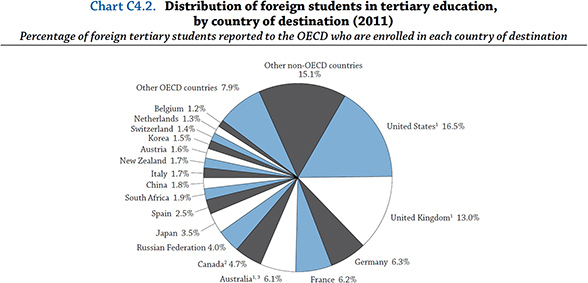 Chart C4.2. Distribution of foreign students in tertiary education,
by country of destination (2011)
Percentage of foreign tertiary students reported to the OECD who are enrolled in each country of destination
Other non-OECD countries
15.1%
Other OECD countries 7.9%
United States¹ 16.5%
Belgium 1.2%
Netherlands 1.3%
Switzerland 1.4%
Korea 1.5%
Austria 1.6%
New Zealand 1.7%
Italy 1.7%
China 1.8%
South Africa 1.9%
Spain 2.5%
Japan 3.5%
Russian Federation 4.0%
Canada² 4.7%
Australia¹, ³ 6.1%
France 6.2%
Germany 6.3%
United Kingdom¹ 13.0%